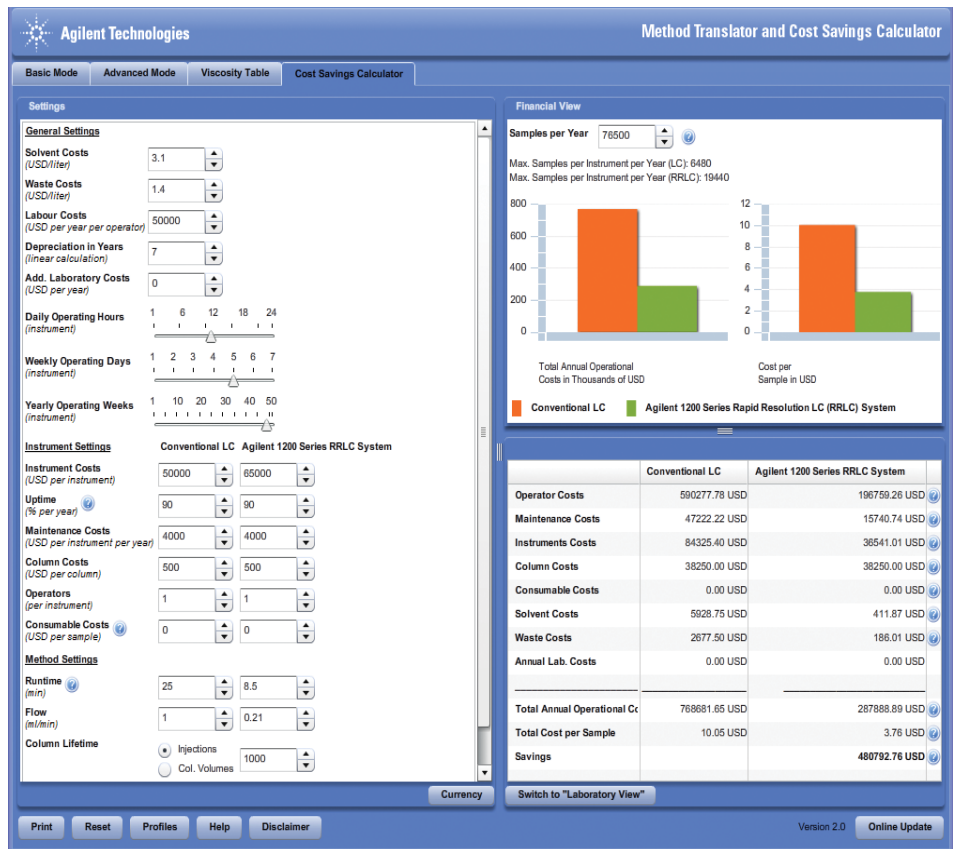 Agilent Technologies
Method Translator and Cost Savings Calculator
Basic Mode Advanced Mode Viscosity Table Cost Savings Calculator
Settings
General Settings
Solvent Costs
(USD/liter)
3.1
Waste Costs
(USD/liter)
1.4
Labour Costs
(USD per year per operator)
50000
Depreciation in Years
(linear calculation)
7
Add. Laboratory Costs
(USD per year)
0
Daily Operating Hours
(instrument)
1 6 12 18 24
Weekly Operating Days
(instrument)
1 2 3 4 5 6 7
Yearly Operating Weeks
(instrument)
1 10 20 30 40 50
Instrument Settings Conventional LC Agilent 1200 Series RRLC System
Instrument Costs
(USD per instrument)
50000 65000
Uptime
(% per year)
90 90
Maintenance Costs
(USD per instrument per year)
4000 4000
Column Costs
(USD per column)
500 500
Operators
(per instrument)
1 1
Consumable Costs
(USD per sample)
0 0
Method Settings
Runtime
(min)
25 8.5
Flow
(ml/min)
1 0.21
Column Lifetime
Injections
Col. Volumes
1000
Currency
Financial View
Samples per Year 76500
Max. Samples per Instrument per Year (LC): 6480
Max. Samples per Instrument per Year (RRLC): 19440
800
600
400
200
0
Total Annual Operational
Costs in Thousands of USD
12
10
8
6
4
2
0
Cost per
Sample in USD
Conventional LC Agilent 1200 Series Rapid Resolution LC (RRLC) System
Conventional LC Agilent 1200 Series RRLC System
Operator Costs 590277.78 USD 196759.26 USD
Maintenance Costs 47222.22 USD 15740.74 USD
Instruments Costs 84325.40 USD 36541.01 USD
Column Costs 38250.00 USD 38250.00 USD
Consumable Costs 0.00 USD 0.00 USD
Solvent Costs 5928.75 USD 411.87 USD
Waste Costs 2677.50 USD 186.01 USD
Annual Lab. Costs 0.00 USD 0.00 USD
Total Annual Operational Cc 768681.65 USD 287888.89 USD
Total Cost per Sample 10.05 USD 3.76 USD
Savings 480792.76 USD
Switch to "Laboratory View"
Print Reset Profiles Help Disclaimer
Version 2.0 Online Update